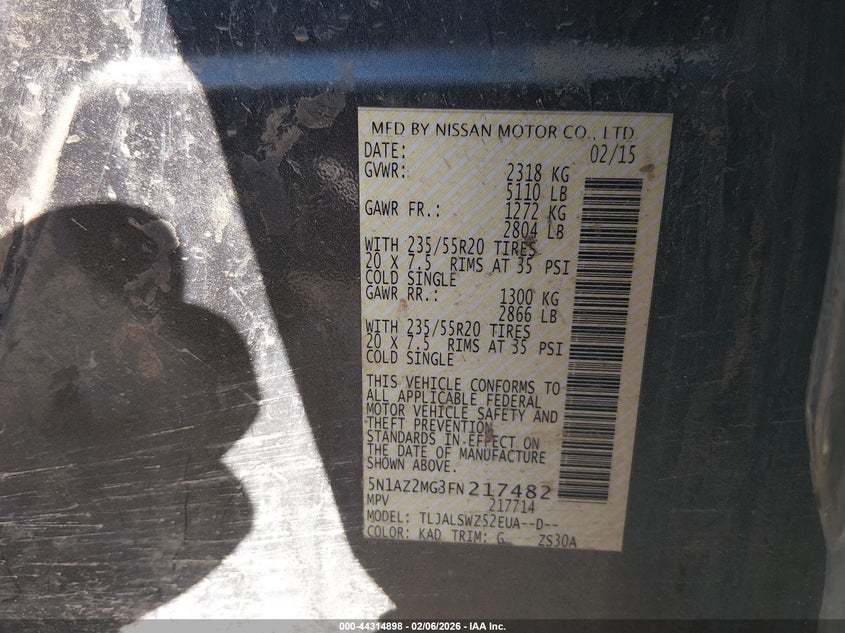 MFD BY NISSAN MOTOR CO., LTD.
DATE: 02/15
GVWR: 2318 KG
5110 LB
GAWR FR.: 1272 KG
2804 LB
WITH 235/55R20 TIRES
20 X 7.5 RIMS AT 35 PSI
COLD SINGLE
GAWR RR.: 1300 KG
2866 LB
WITH 235/55R20 TIRES
20 X 7.5 RIMS AT 35 PSI
COLD SINGLE
THIS VEHICLE CONFORMS TO
ALL APPLICABLE FEDERAL
MOTOR VEHICLE SAFETY AND
THEFT PREVENTION
STANDARDS IN EFFECT ON
THE DATE OF MANUFACTURE
SHOWN ABOVE.
5N1AZ2MG3FN217482
MPV 217714
MODEL: TLJALSWZ52EUA--D--
COLOR: KAD TRIM: G ZS30A
000-44314898 - 02/06/2026 - IAA Inc.